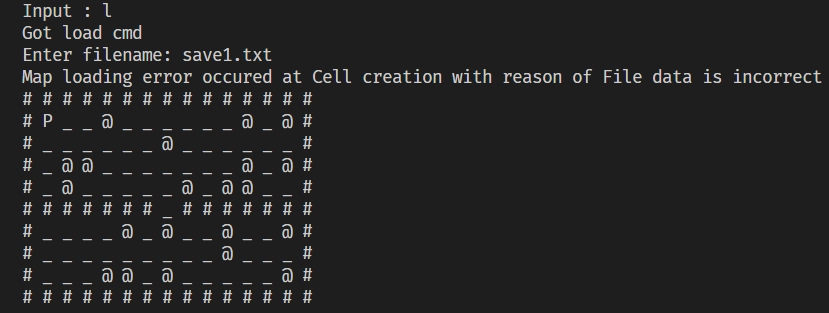 Input : l
Got load cmd
Enter filename: save1.txt
Map loading error occured at Cell creation with reason of File data is incorrect
# # # # # # # # # # # # # # #
# P _ _ @ _ _ _ _ _ _ @ _ @ #
# _ _ _ _ _ _ @ _ _ _ _ _ _ #
# _ @ @ _ _ _ _ _ _ _ @ _ @ #
# _ @ _ _ _ _ _ @ _ @ @ _ _ #
# # # # # # # _ # # # # # # #
# _ _ _ _ @ _ @ _ _ @ _ _ @ #
# _ _ _ _ _ _ _ _ _ @ _ _ _ #
# _ _ _ @ @ _ @ _ _ _ _ _ @ #
# # # # # # # # # # # # # # #